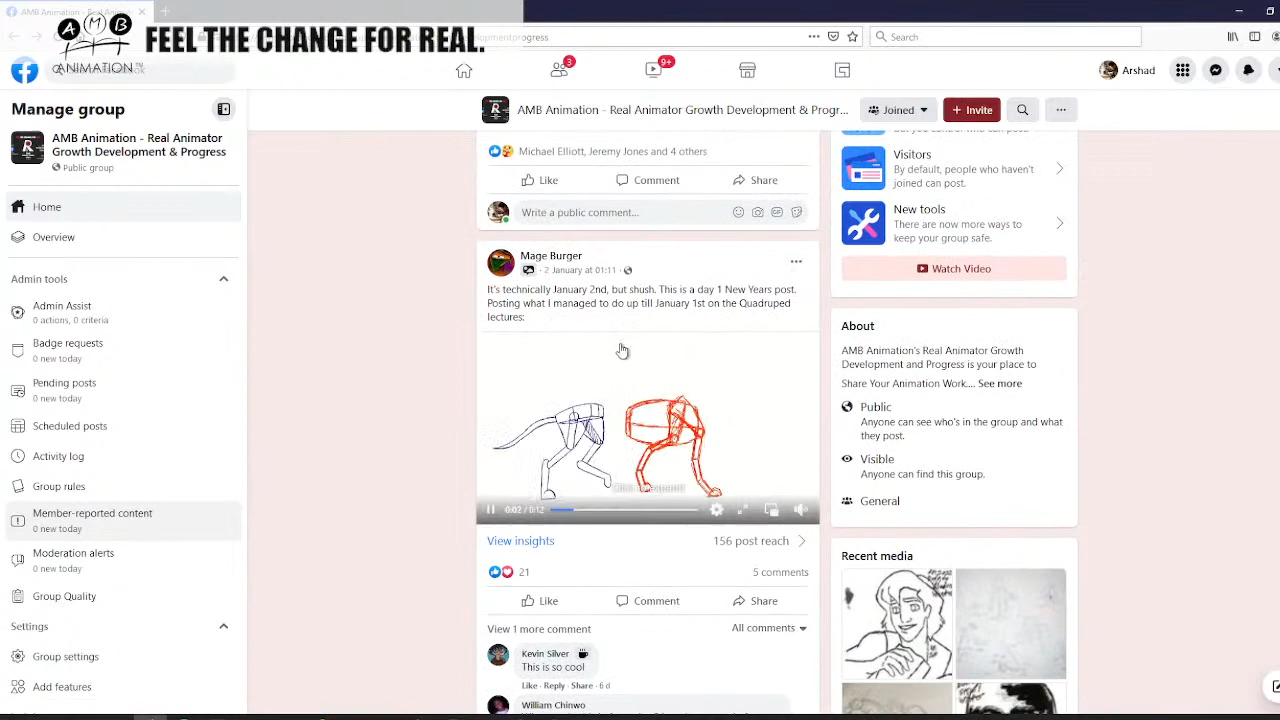 AMB Animation - Real Animator
AMB
ANIMATION
FEEL THE CHANGE FOR REAL.
Search
3
9+
Arshad
Manage group
AMB Animation - Real Animator
Growth Development & Progress
Public group
Home
Overview
Admin tools
Admin Assist
0 actions, 0 criteria
Badge requests
0 new today
Pending posts
0 new today
Scheduled posts
Activity log
Group rules
Member-reported content
0 new today
Moderation alerts
0 new today
Group Quality
Settings
Group settings
Add features
AMB Animation - Real Animator Growth Development & Progr...
Joined
+ Invite
Michael Elliott, Jeremy Jones and 4 others
Like Comment Share
Write a public comment...
Mage Burger
2 January at 01:11
It's technically January 2nd, but shush. This is a day 1 New Years post.
Posting what I managed to do up till January 1st on the Quadruped
lectures:
Click to expand
0:02 / 0:12
View insights
156 post reach
21
5 comments
Like Comment Share
View 1 more comment
All comments
Kevin Silver
This is so cool
Like · Reply · Share · 6 d
William Chinwo
Visitors
By default, people who haven't
joined can post.
New tools
There are now more ways to
keep your group safe.
Watch Video
About
AMB Animation's Real Animator Growth
Development and Progress is your place to
Share Your Animation Work.... See more
Public
Anyone can see who's in the group and what
they post.
Visible
Anyone can find this group.
General
Recent media